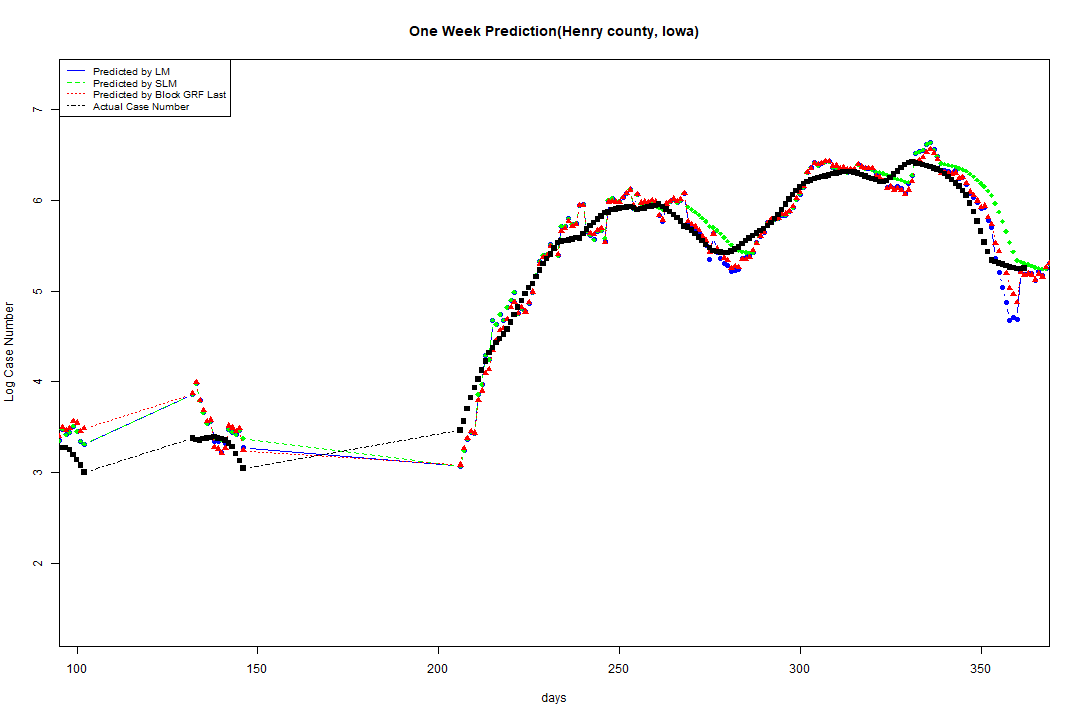 One Week Prediction(Henry county, Iowa)
Predicted by LM
Predicted by SLM
Predicted by Block GRF Last
Actual Case Number
7
6
5
4
3
2
Log Case Number
100 150 200 250 300 350
days